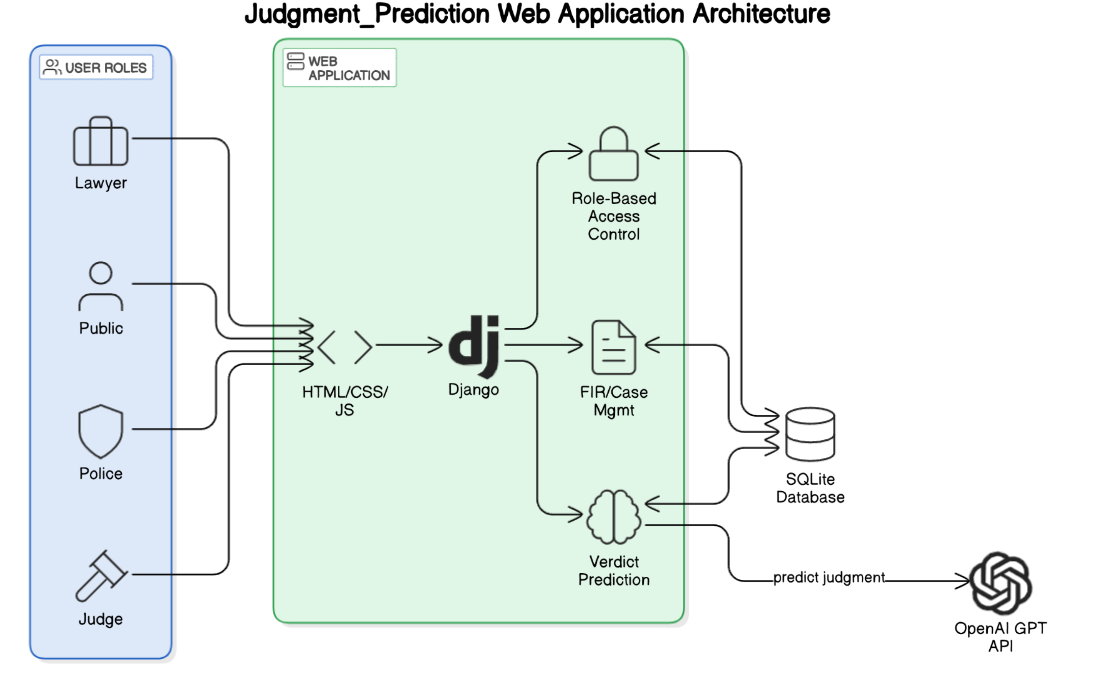 Judgment_Prediction Web Application Architecture
USER ROLES
WEB
APPLICATION
Lawyer
Public
Police
Judge
HTML/CSS/
JS
dj
Django
Role-Based
Access
Control
FIR/Case
Mgmt
Verdict
Prediction
SQLite
Database
predict judgment
OpenAI GPT
API